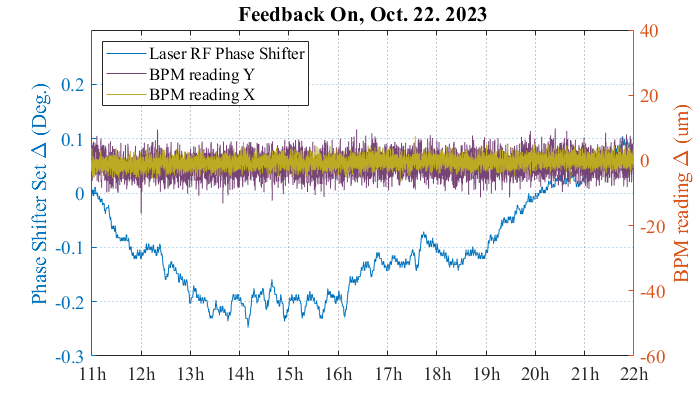 Feedback On, Oct. 22. 2023
Laser RF Phase Shifter
BPM reading Y
BPM reading X
Phase Shifter Set Δ (Deg.)
0.2
0.1
0
-0.1
-0.2
-0.3
BPM reading Δ (um)
40
20
0
-20
-40
-60
11h 12h 13h 14h 15h 16h 17h 18h 19h 20h 21h 22h